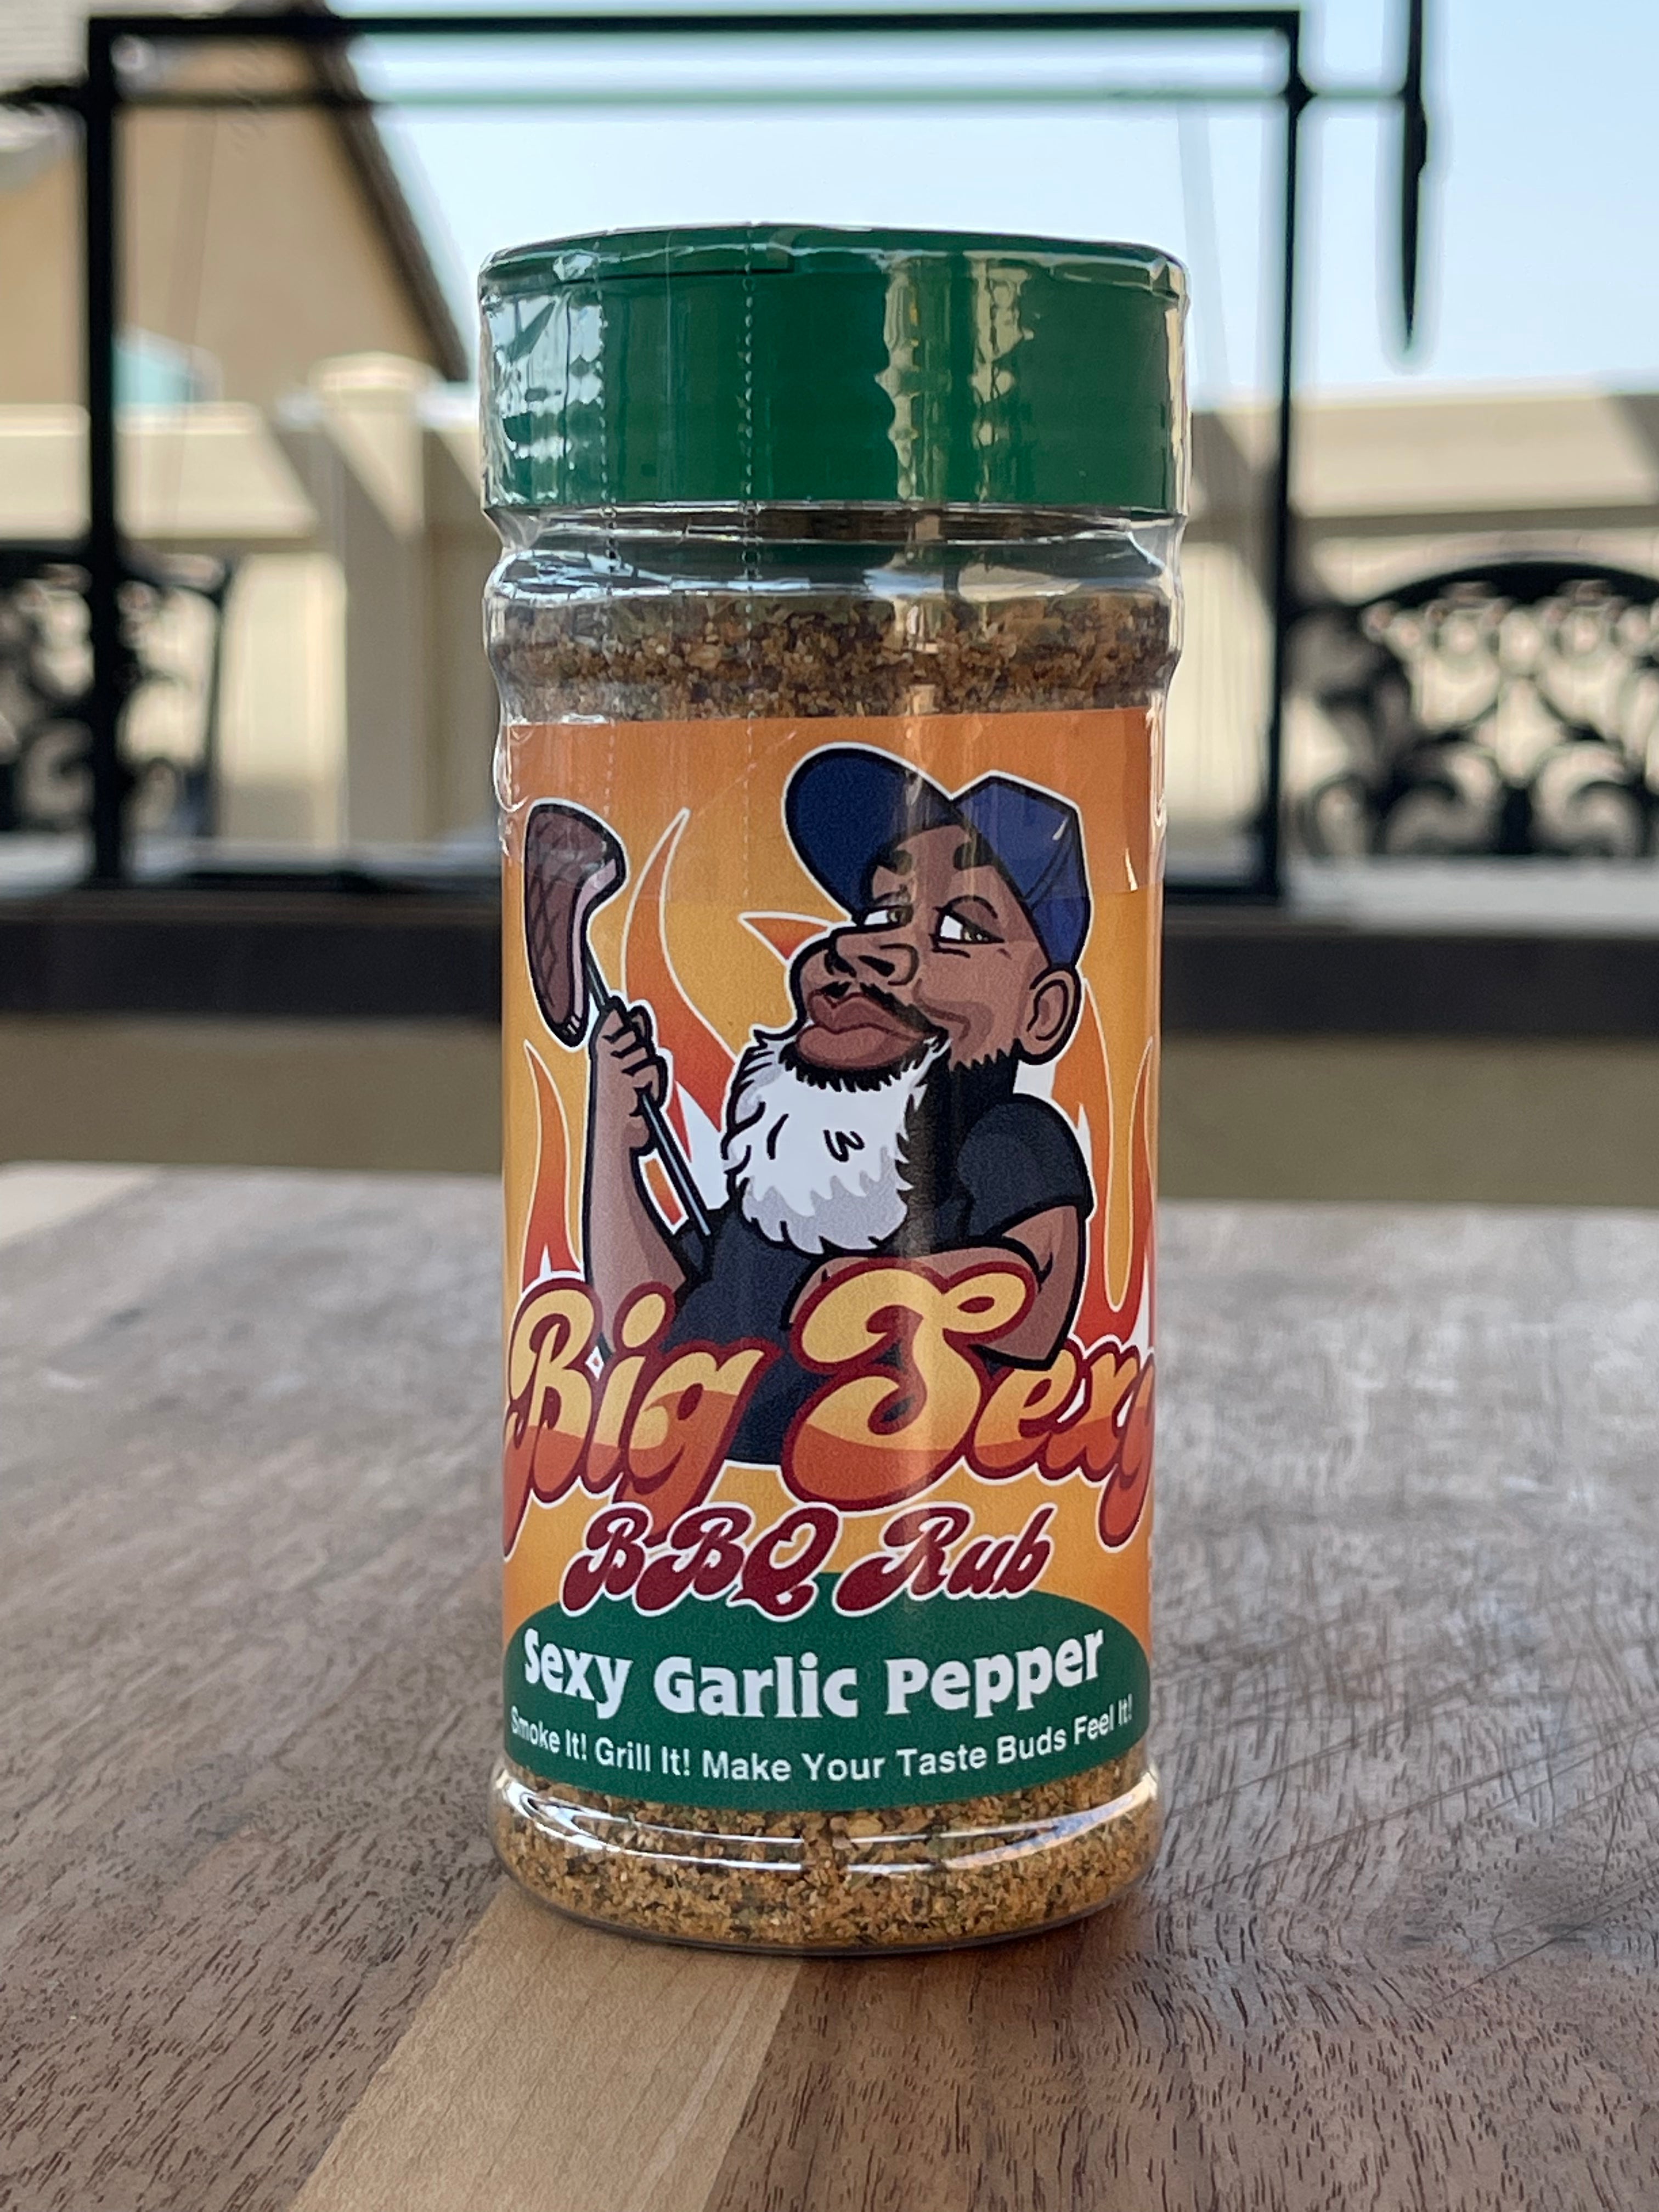 Big Sexy
BBQ Rub
Sexy Garlic Pepper
Smoke It! Grill It! Make Your Taste Buds Feel It!